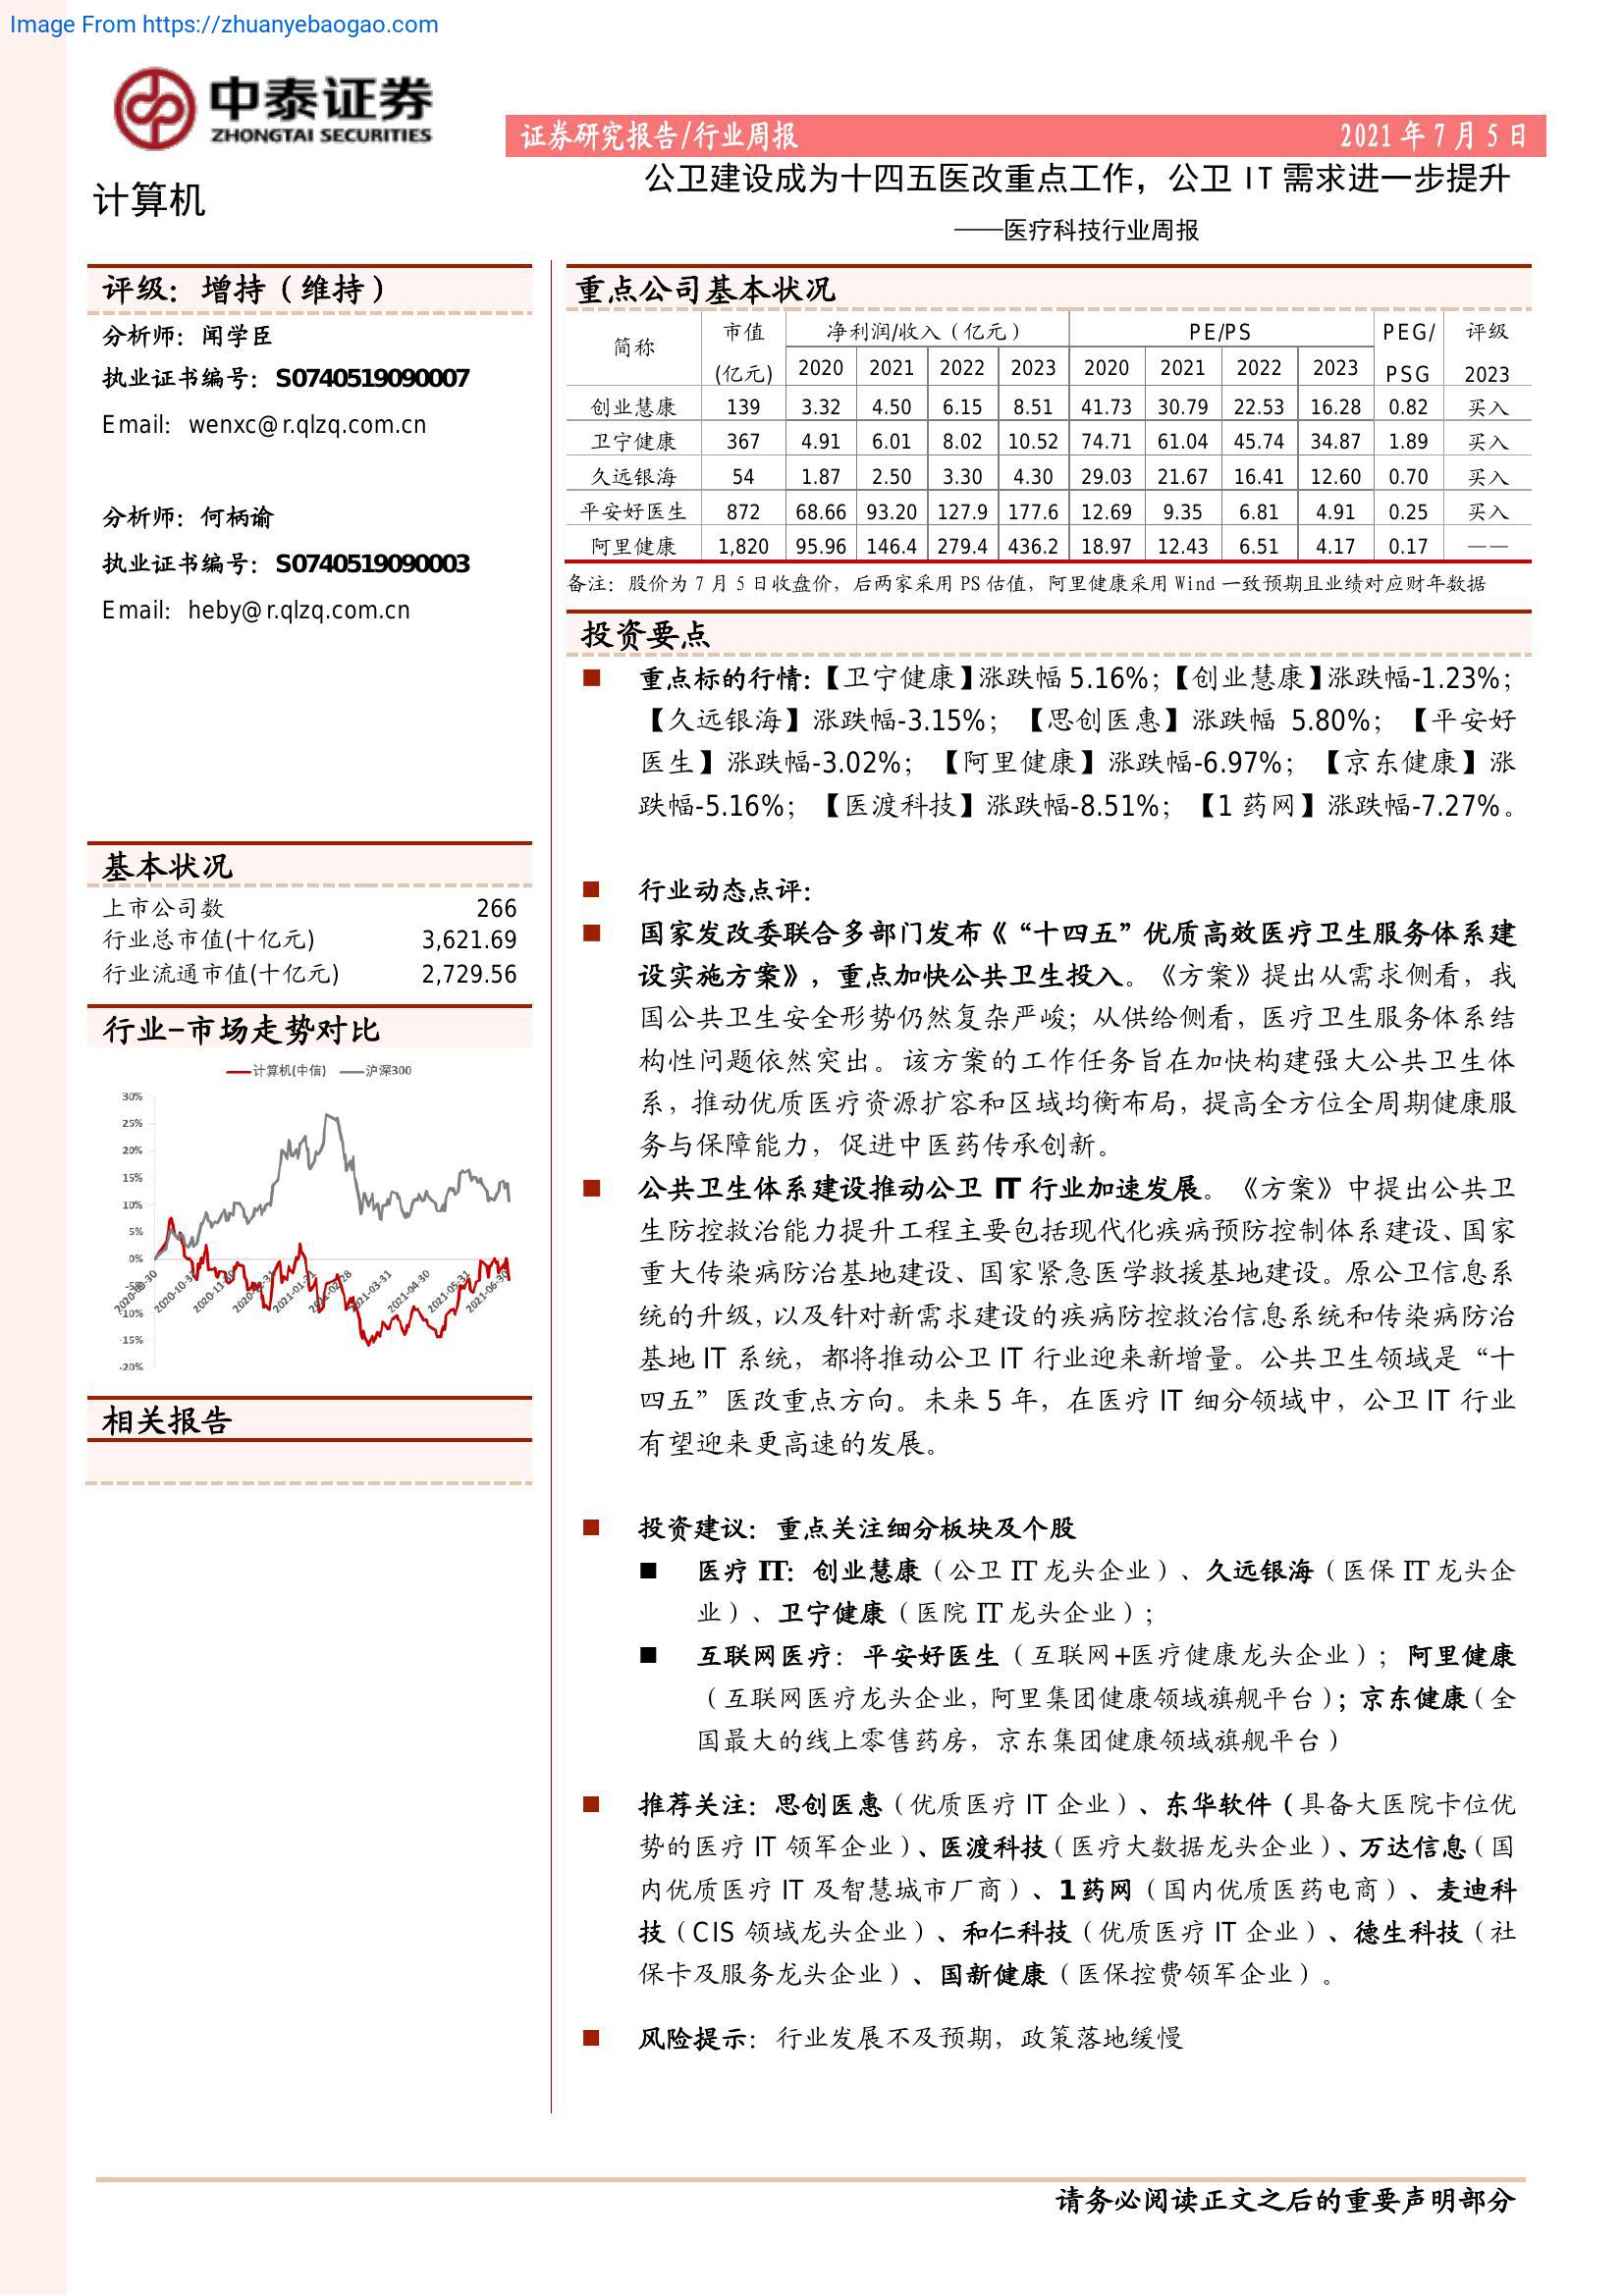 Image From https://zhuanyebaogao.com
中泰证券
ZHONGTAI SECURITIES
证券研究报告/行业周报 2021年7月5日
计算机
公卫建设成为十四五医改重点工作，公卫 IT 需求进一步提升
——医疗科技行业周报
评级：增持（维持）
分析师：闻学臣
执业证书编号：S0740519090007
Email：wenxc@r.qlzq.com.cn
分析师：何柄谕
执业证书编号：S0740519090003
Email：heby@r.qlzq.com.cn
基本状况
上市公司数 266
行业总市值(十亿元) 3,621.69
行业流通市值(十亿元) 2,729.56
行业-市场走势对比
计算机(中信) 沪深300
30%
25%
20%
15%
10%
5%
0%
-5%
-10%
-15%
-20%
2020-09-30 2020-10-31 2020-11-30 2020-12-31 2021-01-31 2021-02-28 2021-03-31 2021-04-30 2021-05-31 2021-06-30
相关报告
重点公司基本状况
简称 市值 (亿元) 净利润/收入（亿元） PE/PS PEG/ PSG 评级 2023
2020 2021 2022 2023 2020 2021 2022 2023
创业慧康 139 3.32 4.50 6.15 8.51 41.73 30.79 22.53 16.28 0.82 买入
卫宁健康 367 4.91 6.01 8.02 10.52 74.71 61.04 45.74 34.87 1.89 买入
久远银海 54 1.87 2.50 3.30 4.30 29.03 21.67 16.41 12.60 0.70 买入
平安好医生 872 68.66 93.20 127.9 177.6 12.69 9.35 6.81 4.91 0.25 买入
阿里健康 1,820 95.96 146.4 279.4 436.2 18.97 12.43 6.51 4.17 0.17 ——
备注：股价为 7 月 5 日收盘价，后两家采用 PS 估值，阿里健康采用 Wind 一致预期且业绩对应财年数据
投资要点
■ 重点标的行情：【卫宁健康】涨跌幅 5.16%；【创业慧康】涨跌幅-1.23%；
【久远银海】涨跌幅-3.15%；【思创医惠】涨跌幅 5.80%；【平安好
医生】涨跌幅-3.02%；【阿里健康】涨跌幅-6.97%；【京东健康】涨
跌幅-5.16%；【医渡科技】涨跌幅-8.51%；【1 药网】涨跌幅-7.27%。
■ 行业动态点评：
■ 国家发改委联合多部门发布《“十四五”优质高效医疗卫生服务体系建
设实施方案》，重点加快公共卫生投入。《方案》提出从需求侧看，我
国公共卫生安全形势仍然复杂严峻；从供给侧看，医疗卫生服务体系结
构性问题依然突出。该方案的工作任务旨在加快构建强大公共卫生体
系，推动优质医疗资源扩容和区域均衡布局，提高全方位全周期健康服
务与保障能力，促进中医药传承创新。
■ 公共卫生体系建设推动公卫 IT 行业加速发展。《方案》中提出公共卫
生防控救治能力提升工程主要包括现代化疾病预防控制体系建设、国家
重大传染病防治基地建设、国家紧急医学救援基地建设。原公卫信息系
统的升级，以及针对新需求建设的疾病防控救治信息系统和传染病防治
基地 IT 系统，都将推动公卫 IT 行业迎来新增量。公共卫生领域是“十
四五”医改重点方向。未来 5 年，在医疗 IT 细分领域中，公卫 IT 行业
有望迎来更高速的发展。
■ 投资建议：重点关注细分板块及个股
■ 医疗 IT：创业慧康（公卫 IT 龙头企业）、久远银海（医保 IT 龙头企
业）、卫宁健康（医院 IT 龙头企业）；
■ 互联网医疗：平安好医生（互联网+医疗健康龙头企业）；阿里健康
（互联网医疗龙头企业，阿里集团健康领域旗舰平台）；京东健康（全
国最大的线上零售药房，京东集团健康领域旗舰平台）
■ 推荐关注：思创医惠（优质医疗 IT 企业）、东华软件（具备大医院卡位优
势的医疗 IT 领军企业）、医渡科技（医疗大数据龙头企业）、万达信息（国
内优质医疗 IT 及智慧城市厂商）、1 药网（国内优质医药电商）、麦迪科
技（CIS 领域龙头企业）、和仁科技（优质医疗 IT 企业）、德生科技（社
保卡及服务龙头企业）、国新健康（医保控费领军企业）。
■ 风险提示：行业发展不及预期，政策落地缓慢
请务必阅读正文之后的重要声明部分